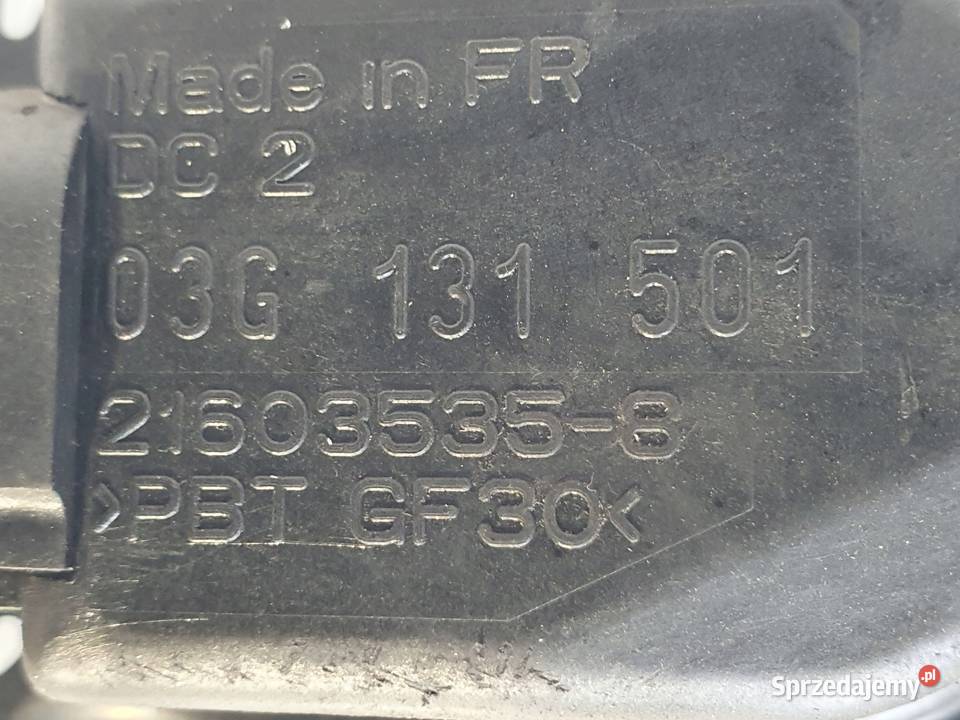 Made in FR
DC 2
03G 131 501
21603535-8
>PBT GF30<
Sprzedajemy.pl